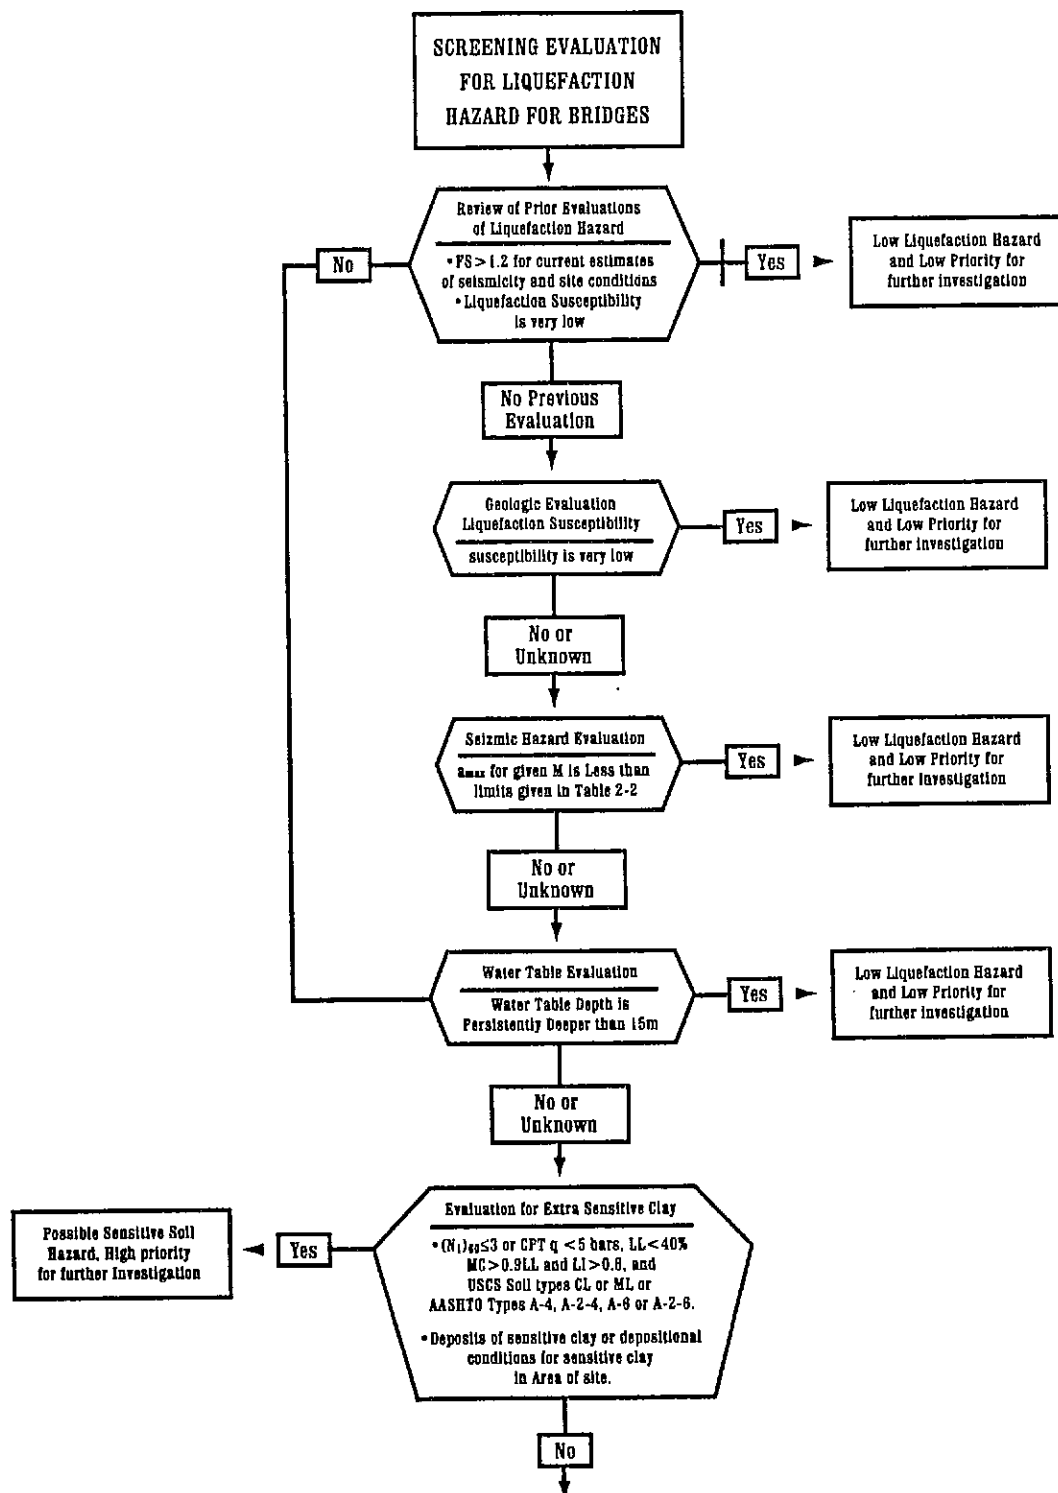 SCREENING EVALUATION
FOR LIQUEFACTION
HAZARD FOR BRIDGES
Review of Prior Evaluations
of Liquefaction Hazard
• FS > 1.2 for current estimates
of seismicity and site conditions
• Liquefaction Susceptibility
is very low
No
Yes
Low Liquefaction Hazard
and Low Priority for
further investigation
No Previous
Evaluation
Geologic Evaluation
Liquefaction Susceptibility
susceptibility is very low
Yes
Low Liquefaction Hazard
and Low Priority for
further investigation
No or
Unknown
Seizmic Hazard Evaluation
amax for given M is Less than
limits given in Table 2-2
Yes
Low Liquefaction Hazard
and Low Priority for
further Investigation
No or
Unknown
Water Table Evaluation
Water Table Depth is
Persistently Deeper than 15m
Yes
Low Liquefaction Hazard
and Low Priority for
further investigation
No or
Unknown
Evaluation for Extra Sensitive Clay
• (N1)60≤3 or CPT q <5 bars, LL<40%
MC>0.9LL and LI>0.6, and
USCS Soil types CL or ML or
AASHTO Types A-4, A-2-4, A-6 or A-2-6.
• Deposits of sensitive clay or depositional
conditions for sensitive clay
in Area of site.
Yes
Possible Sensitive Soil
Hazard, High priority
for further Investigation
No